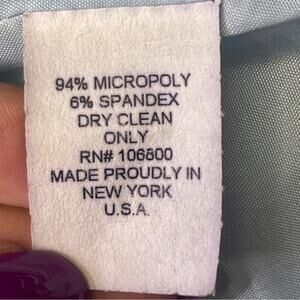 94% MICROPOLY
6% SPANDEX
DRY CLEAN
ONLY
RN# 106800
MADE PROUDLY IN
NEW YORK
U.S.A.